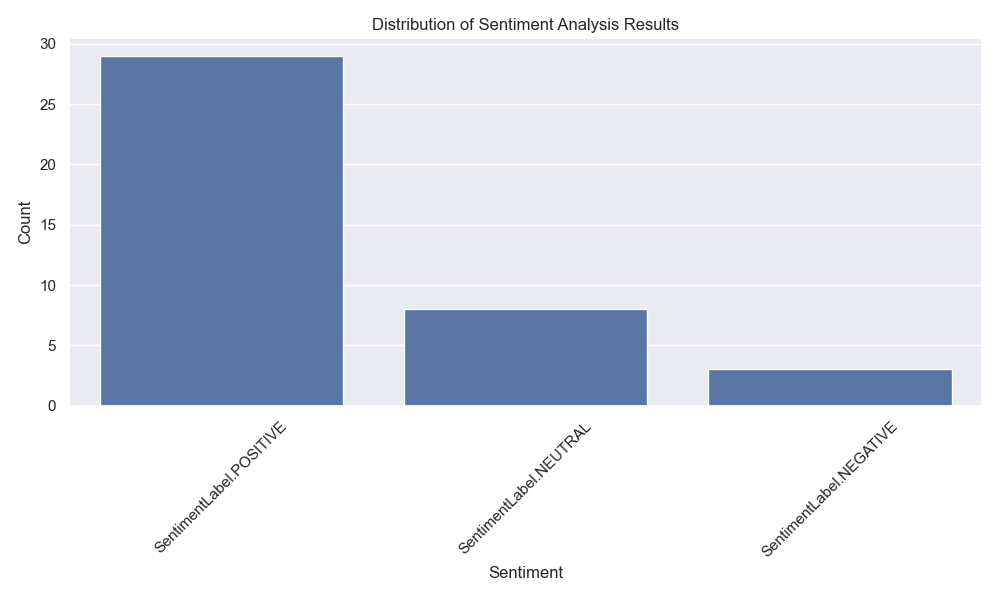 Distribution of Sentiment Analysis Results
30
25
20
15
10
5
0
Count
SentimentLabel.POSITIVE
SentimentLabel.NEUTRAL
SentimentLabel.NEGATIVE
Sentiment